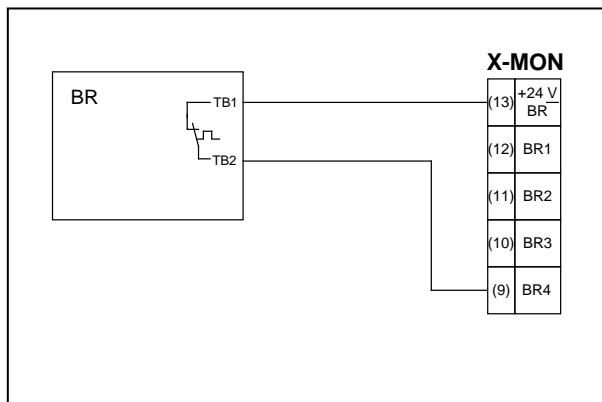 X-MON
BR
TB1
TB2
(13) +24 V BR
(12) BR1
(11) BR2
(10) BR3
(9) BR4